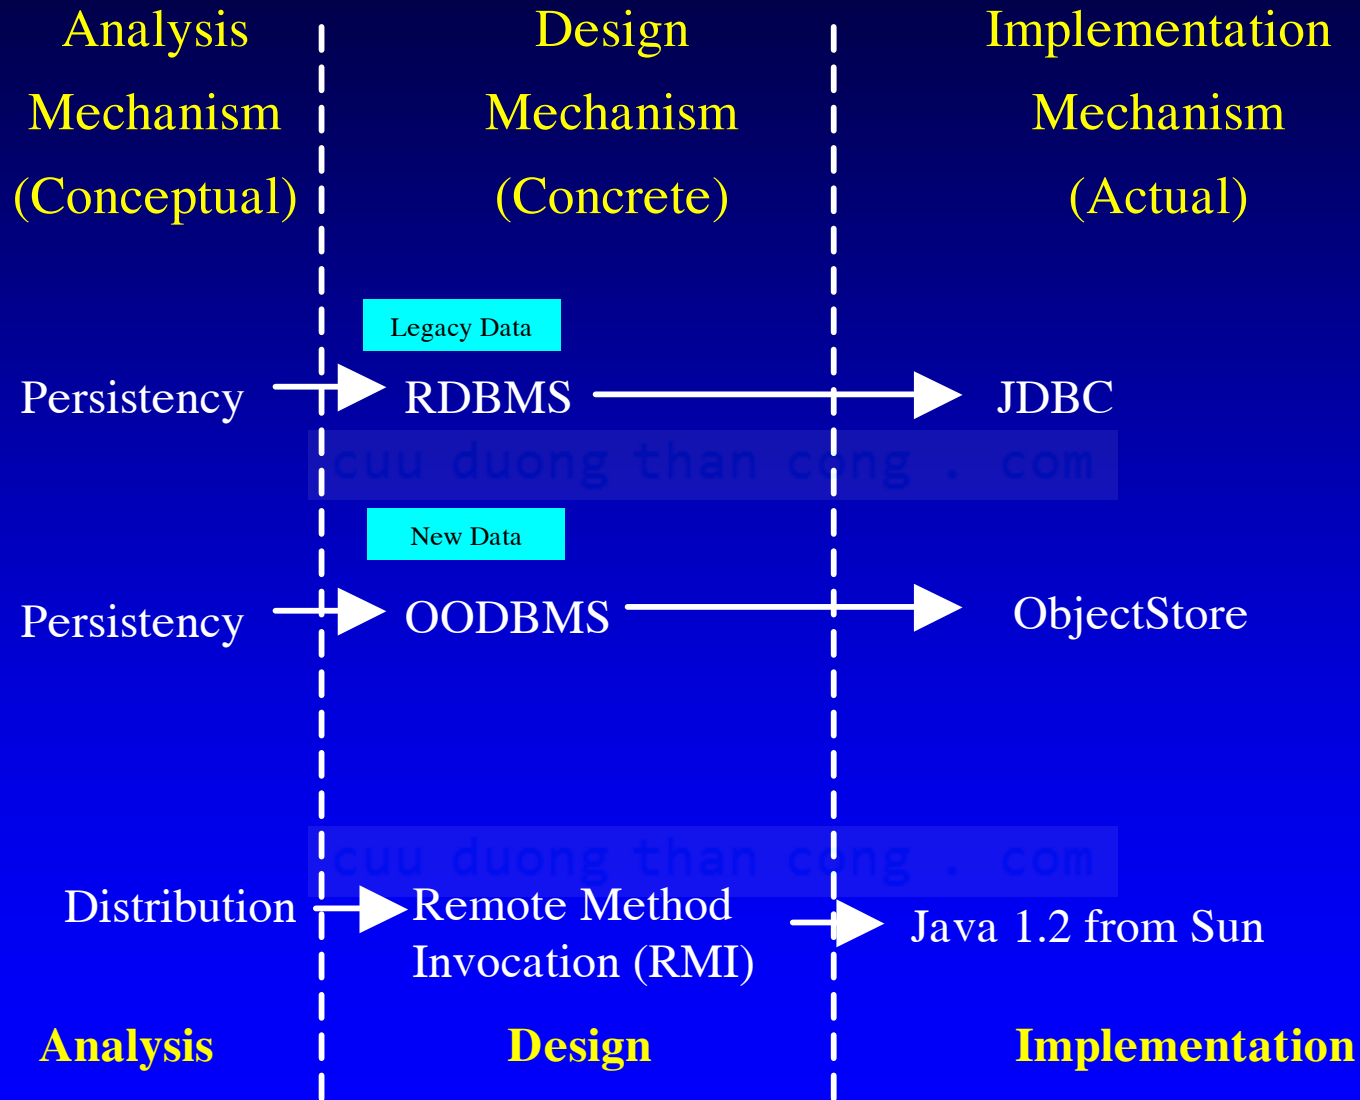 Analysis
Mechanism
(Conceptual)
Design
Mechanism
(Concrete)
Implementation
Mechanism
(Actual)
Legacy Data
Persistency
RDBMS
JDBC
cuu duong than cong . com
New Data
Persistency
OODBMS
ObjectStore
cuu duong than cong . com
Distribution
Remote Method
Invocation (RMI)
Java 1.2 from Sun
Analysis
Design
Implementation